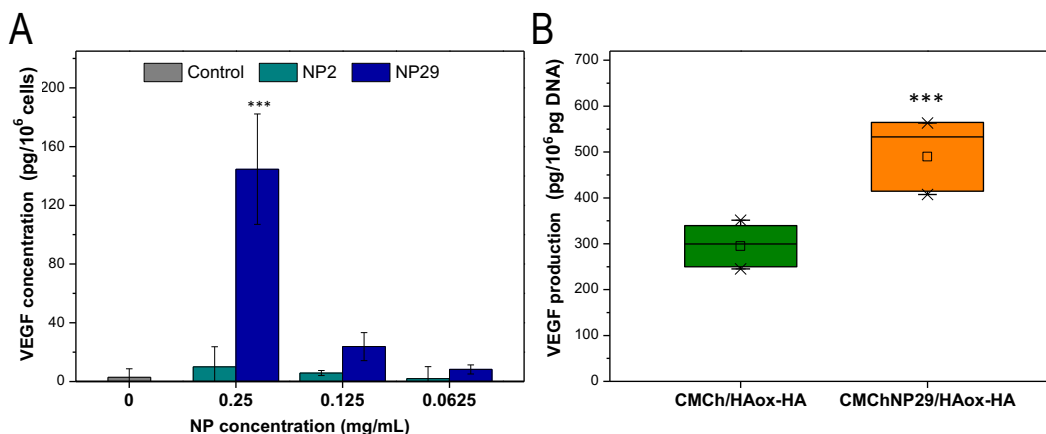 A
VEGF concentration (pg/10⁶ cells)
Control NP2 NP29
200
160
120
80
40
0
***
0 0.25 0.125 0.0625
NP concentration (mg/mL)
B
VEGF production (pg/10⁶ pg DNA)
700
600
500
400
300
200
100
0
***
CMCh/HAox-HA CMChNP29/HAox-HA